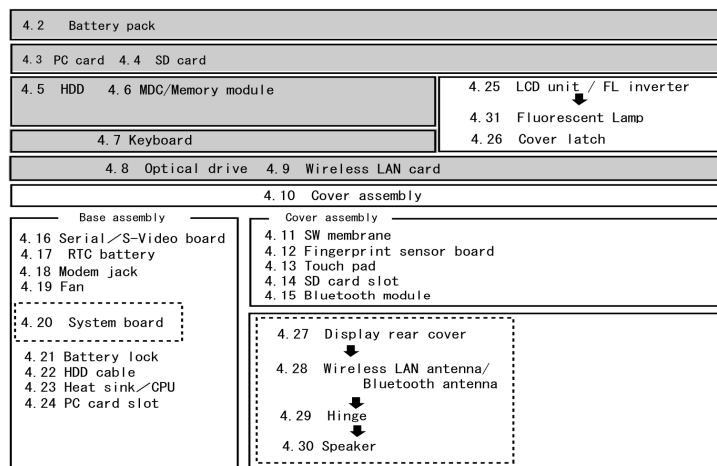 4.2 Battery pack
4.3 PC card 4.4 SD card
4.5 HDD 4.6 MDC/Memory module
4.7 Keyboard
4.25 LCD unit / FL inverter
4.31 Fluorescent Lamp
4.26 Cover latch
4.8 Optical drive 4.9 Wireless LAN card
4.10 Cover assembly
Base assembly
4.16 Serial／S-Video board
4.17 RTC battery
4.18 Modem jack
4.19 Fan
4.20 System board
4.21 Battery lock
4.22 HDD cable
4.23 Heat sink／CPU
4.24 PC card slot
Cover assembly
4.11 SW membrane
4.12 Fingerprint sensor board
4.13 Touch pad
4.14 SD card slot
4.15 Bluetooth module
4.27 Display rear cover
4.28 Wireless LAN antenna/
Bluetooth antenna
4.29 Hinge
4.30 Speaker